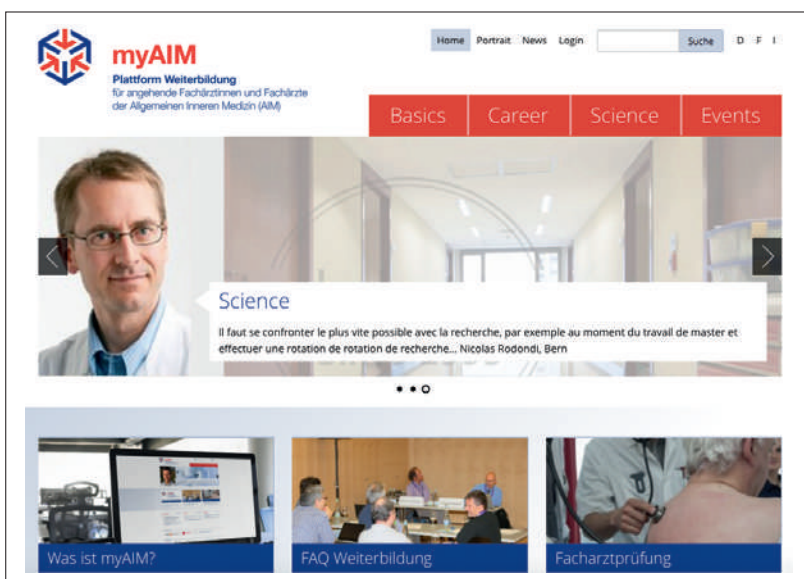 Home Portrait News Login Suche D F I
myAIM
Plattform Weiterbildung
für angehende Fachärztinnen und Fachärzte
der Allgemeinen Inneren Medizin (AIM)
Basics Career Science Events
Science
Il faut se confronter le plus vite possible avec la recherche, par exemple au moment du travail de master et
effectuer une rotation de rotation de recherche... Nicolas Rodondi, Bern
Was ist myAIM?
FAQ Weiterbildung
Facharztprüfung